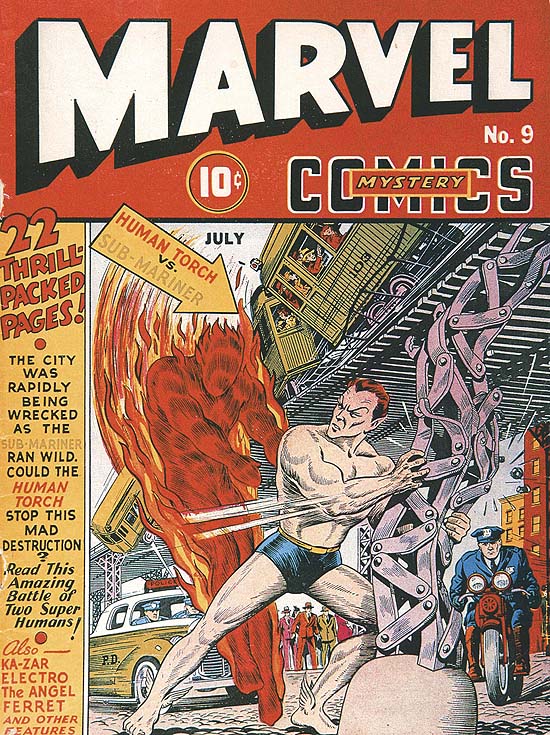 MARVEL
No. 9
10¢
COMICS
MYSTERY
JULY
HUMAN TORCH
VS.
SUB-MARINER
22
THRILL-
PACKED
PAGES!
THE CITY
WAS
RAPIDLY
BEING
WRECKED
AS THE
SUB-MARINER
RAN WILD.
COULD THE
HUMAN
TORCH
STOP THIS
MAD
DESTRUCTION
?
Read This
Amazing
Battle of
Two Super
Humans!
Also—
KA-ZAR
ELECTRO
The ANGEL
FERRET
AND OTHER
FEATURES
POLICE
P.D.